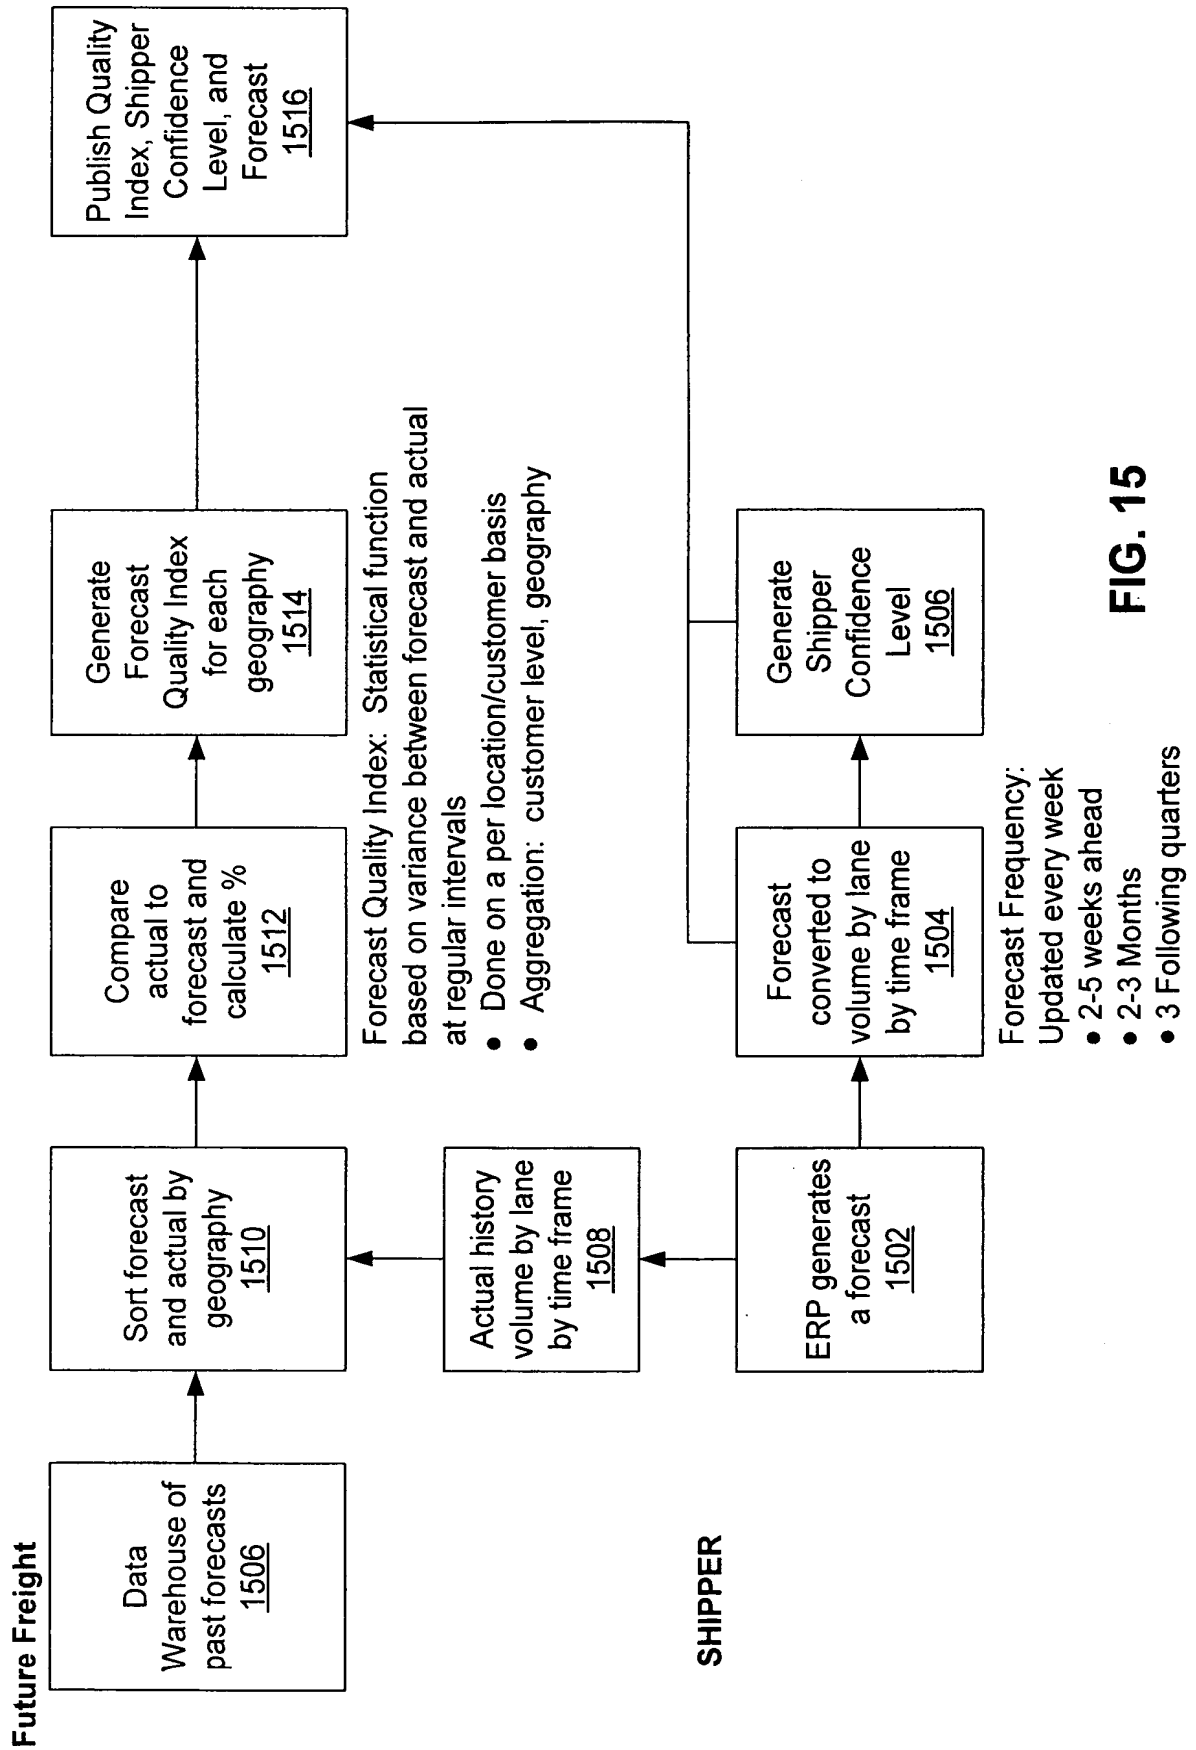 Future Freight
Data
Warehouse of
past forecasts
1506
Sort forecast
and actual by
geography
1510
Compare
actual to
forecast and
calculate %
1512
Generate
Forecast
Quality Index
for each
geography
1514
Publish Quality
Index, Shipper
Confidence
Level, and
Forecast
1516
Forecast Quality Index: Statistical function
based on variance between forecast and actual
at regular intervals
● Done on a per location/customer basis
● Aggregation: customer level, geography
Actual history
volume by lane
by time frame
1508
SHIPPER
ERP generates
a forecast
1502
Forecast
converted to
volume by lane
by time frame
1504
Generate
Shipper
Confidence
Level
1506
Forecast Frequency:
Updated every week
● 2-5 weeks ahead
● 2-3 Months
● 3 Following quarters
FIG. 15